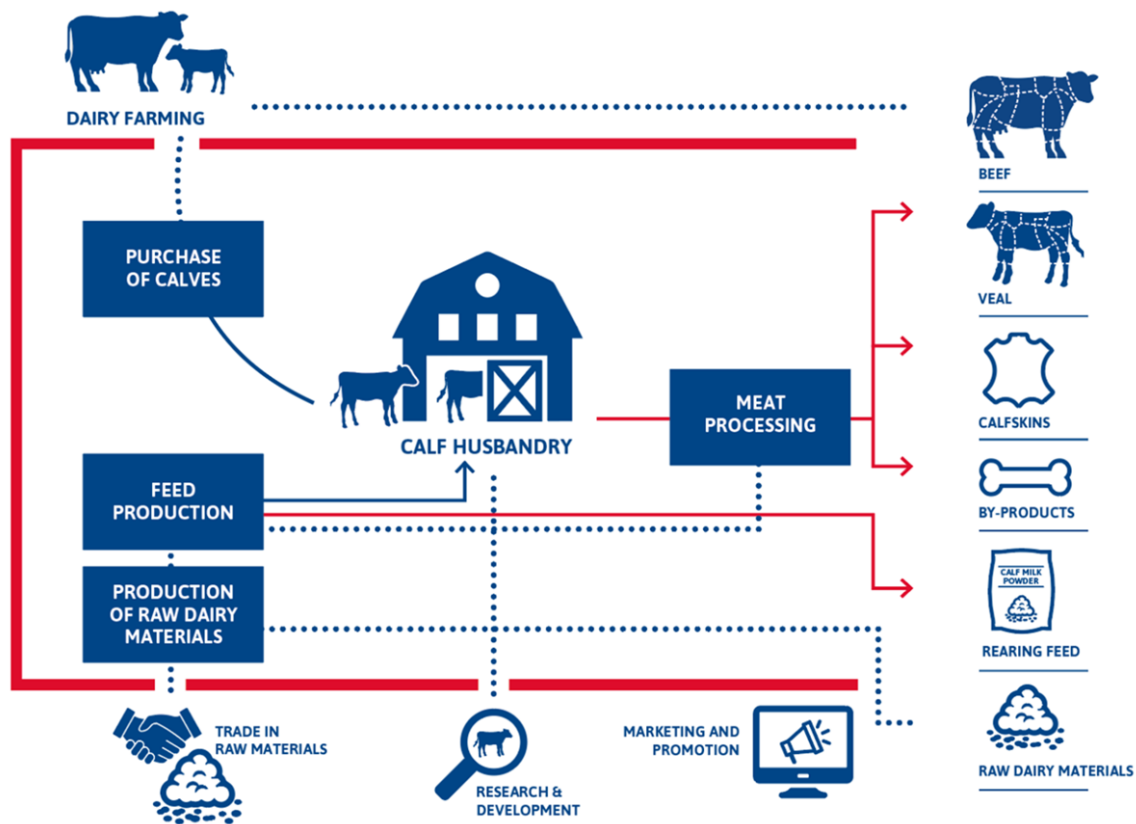 DAIRY FARMING
BEEF
PURCHASE
OF CALVES
VEAL
CALF HUSBANDRY
MEAT
PROCESSING
CALFSKINS
FEED
PRODUCTION
BY-PRODUCTS
PRODUCTION
OF RAW DAIRY
MATERIALS
CALF MILK
POWDER
REARING FEED
TRADE IN
RAW MATERIALS
RESEARCH &
DEVELOPMENT
MARKETING AND
PROMOTION
RAW DAIRY MATERIALS